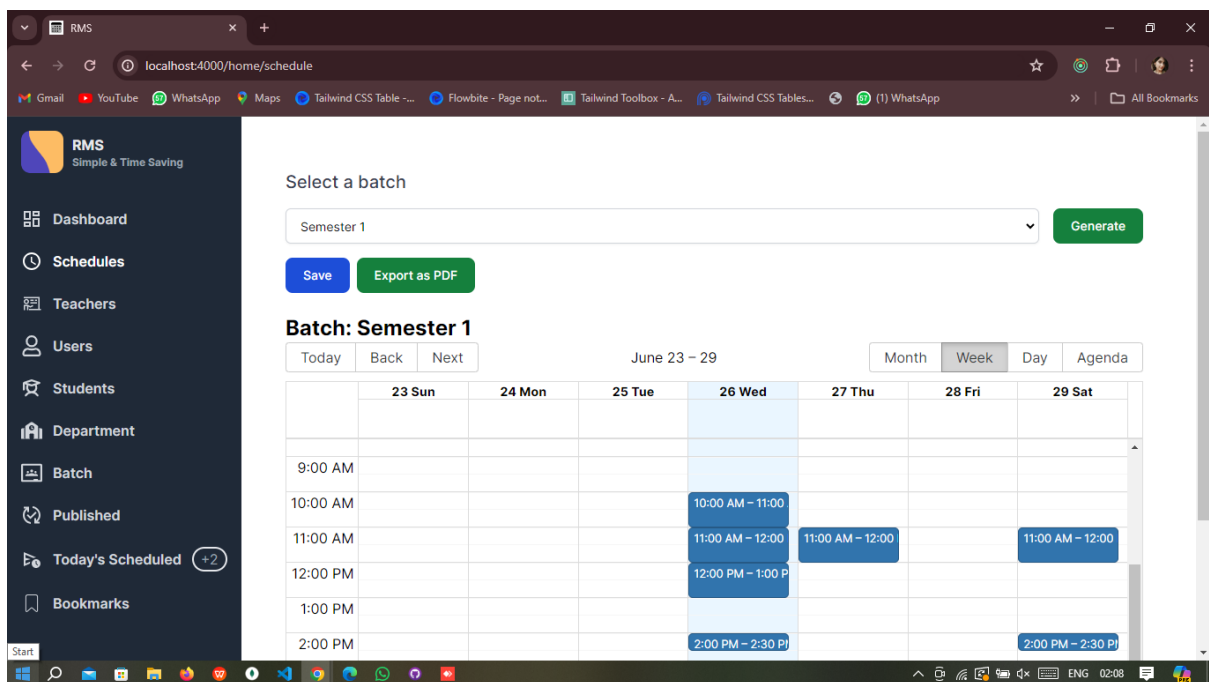 RMS
localhost:4000/home/schedule
Gmail YouTube WhatsApp Maps Tailwind CSS Table -... Flowbite - Page not... Tailwind Toolbox - A... Tailwind CSS Tables... (1) WhatsApp » All Bookmarks
RMS
Simple & Time Saving
Dashboard
Schedules
Teachers
Users
Students
Department
Batch
Published
Today's Scheduled +2
Bookmarks
Select a batch
Semester 1 Generate
Save Export as PDF
Batch: Semester 1
Today Back Next June 23 – 29 Month Week Day Agenda
23 Sun 24 Mon 25 Tue 26 Wed 27 Thu 28 Fri 29 Sat
9:00 AM
10:00 AM 10:00 AM – 11:00
11:00 AM 11:00 AM – 12:00 11:00 AM – 12:00 11:00 AM – 12:00
12:00 PM 12:00 PM – 1:00 P
1:00 PM
2:00 PM 2:00 PM – 2:30 P 2:00 PM – 2:30 P
Start
ENG 02:08